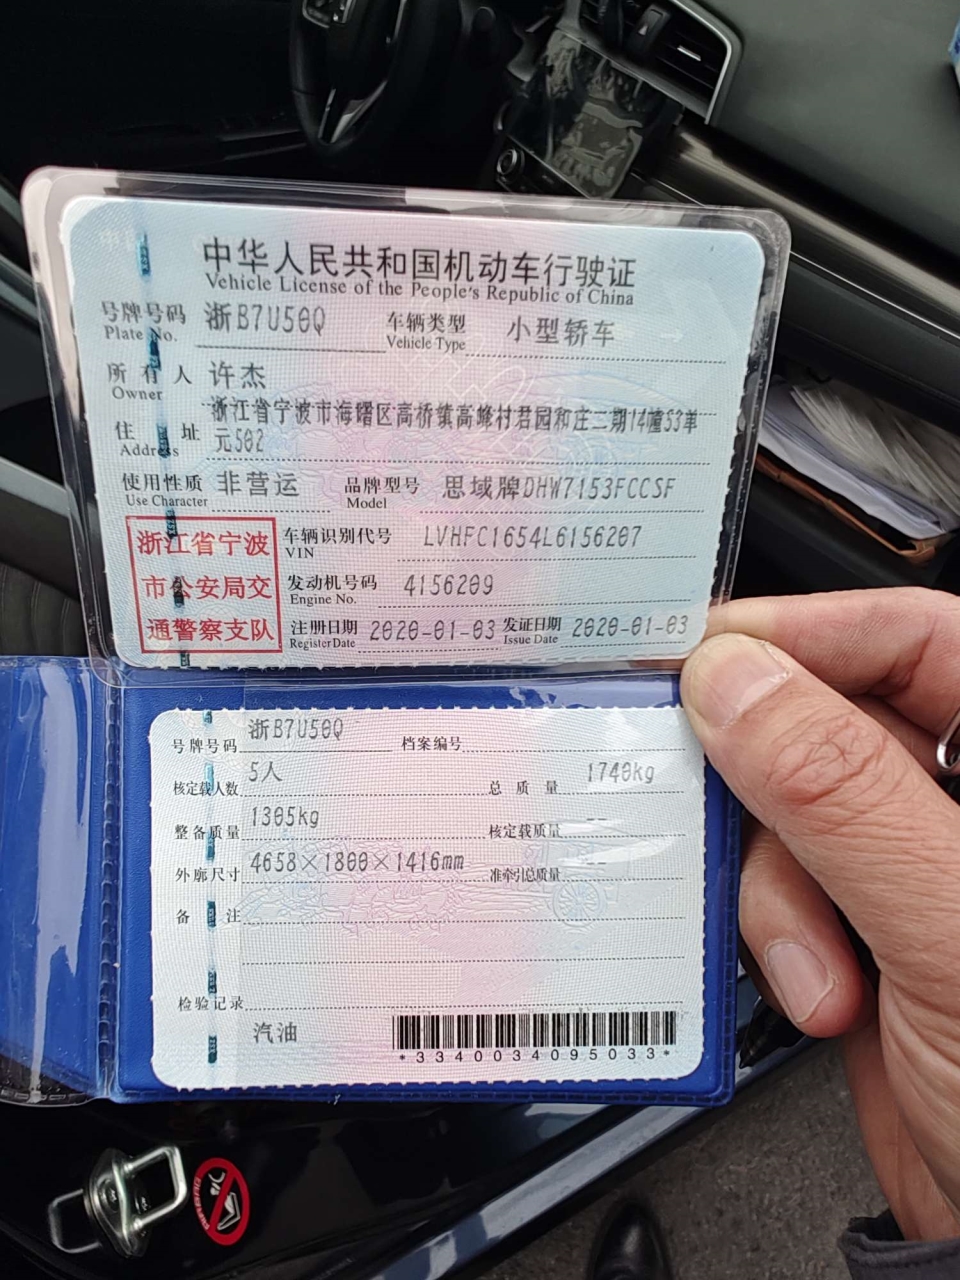 中华人民共和国机动车行驶证
Vehicle License of the People's Republic of China
号牌号码 浙B7U50Q 车辆类型 小型轿车
Plate No. Vehicle Type
所有人 许杰
Owner
浙江省宁波市海曙区高桥镇高峰村君园和庄二期14幢53单
住址 元502
Address
使用性质 非营运 品牌型号 思域牌DHW7153FCCSF
Use Character Model
浙江省宁波
市公安局交
通警察支队
车辆识别代号 LVHFC1654L6156207
VIN
发动机号码 4156209
Engine No.
注册日期 2020-01-03 发证日期 2020-01-03
Register Date Issue Date
号牌号码 浙B7U50Q 档案编号
核定载人数 5人 总质量 1740kg
整备质量 1305kg 核定载质量 --
外廓尺寸 4658×1800×1416mm 准牵引总质量 --
备注
检验记录
汽油
*3340034095033*